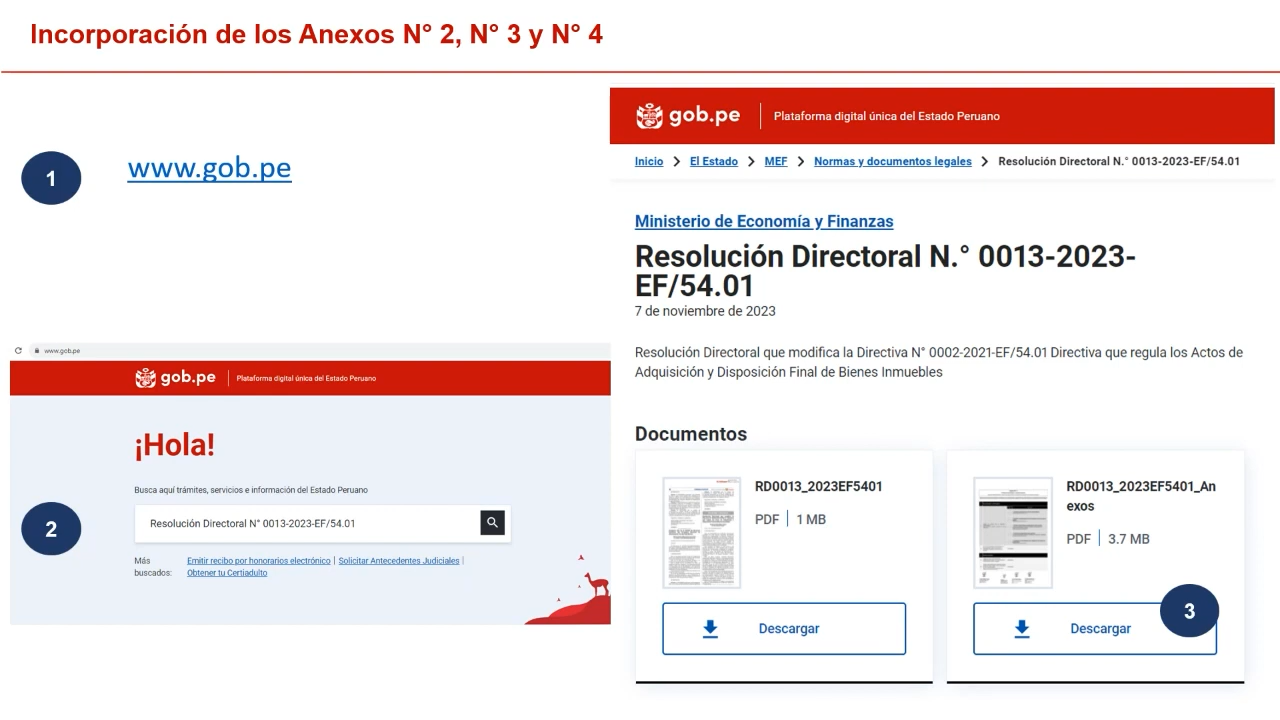 Incorporación de los Anexos N° 2, N° 3 y N° 4
1
www.gob.pe
www.gob.pe
gob.pe
Plataforma digital única del Estado Peruano
¡Hola!
Busca aquí trámites, servicios e información del Estado Peruano
2
Resolución Directoral N° 0013-2023-EF/54.01
Más buscados:
Emitir recibo por honorarios electrónico | Solicitar Antecedentes Judiciales |
Obtener tu Certiadulto
gob.pe
Plataforma digital única del Estado Peruano
Inicio > El Estado > MEF > Normas y documentos legales > Resolución Directoral N.° 0013-2023-EF/54.01
Ministerio de Economía y Finanzas
Resolución Directoral N.° 0013-2023-
EF/54.01
7 de noviembre de 2023
Resolución Directoral que modifica la Directiva N° 0002-2021-EF/54.01 Directiva que regula los Actos de
Adquisición y Disposición Final de Bienes Inmuebles
Documentos
RD0013_2023EF5401
PDF | 1 MB
Descargar
RD0013_2023EF5401_An
exos
PDF | 3.7 MB
3
Descargar